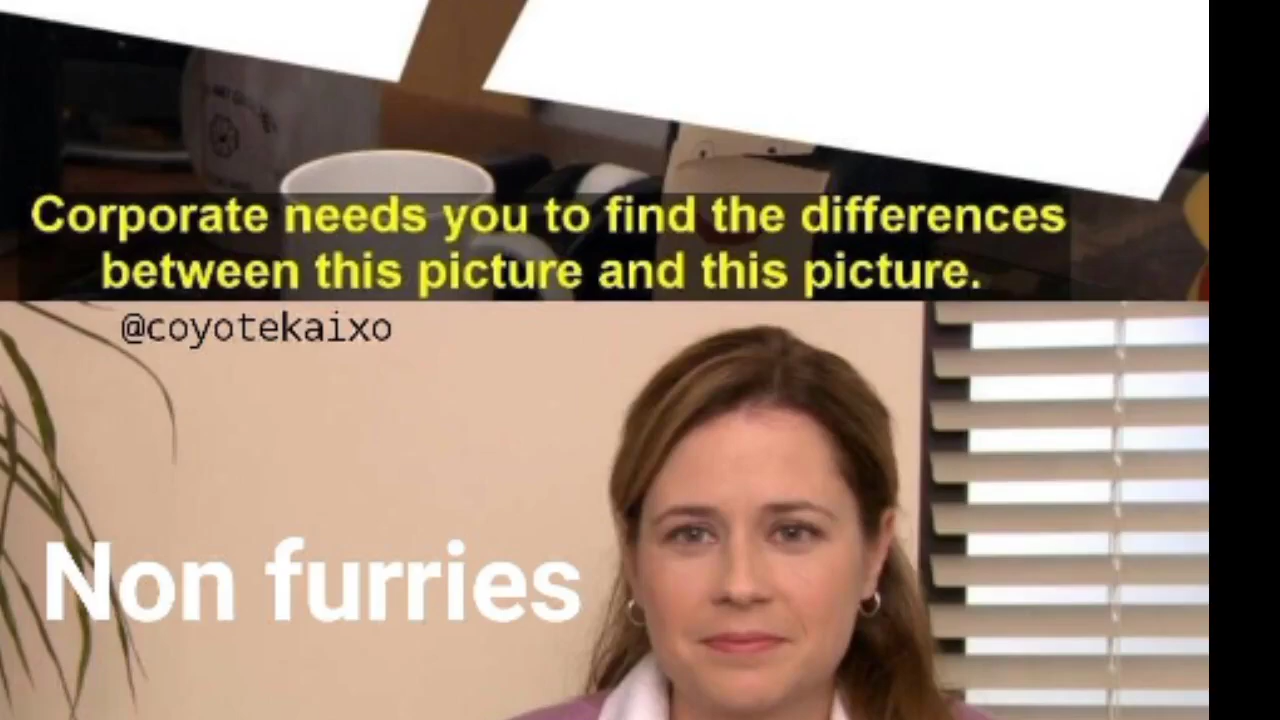 Corporate needs you to find the differences
between this picture and this picture.
@coyotekaixo
Non furries